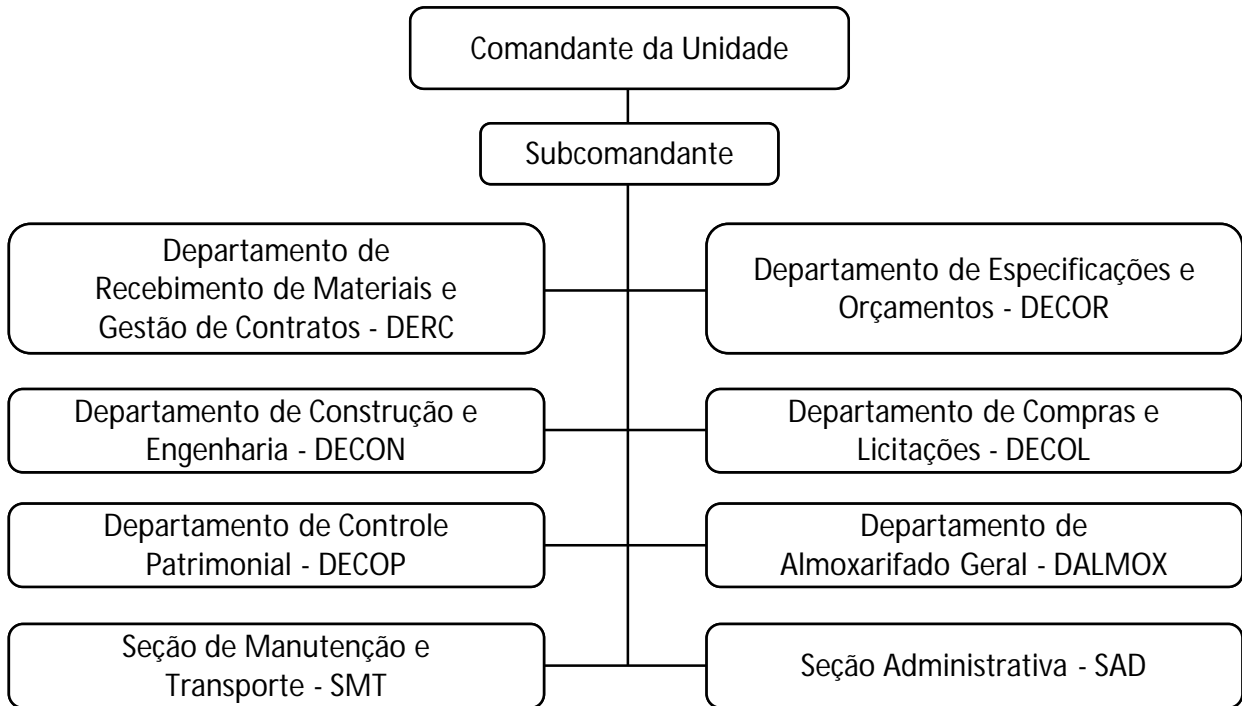 Comandante da Unidade
Subcomandante
Departamento de
Recebimento de Materiais e
Gestão de Contratos - DERC
Departamento de Especificações e
Orçamentos - DECOR
Departamento de Construção e
Engenharia - DECON
Departamento de Compras e
Licitações - DECOL
Departamento de Controle
Patrimonial - DECOP
Departamento de
Almoxarifado Geral - DALMOX
Seção de Manutenção e
Transporte - SMT
Seção Administrativa - SAD